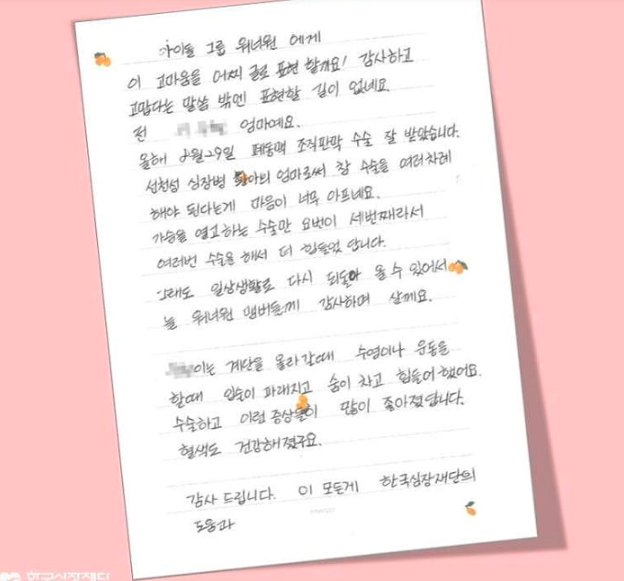 아이돌 그룹 워너원 에게
이 고마움을 어찌 글로 표현 할까요! 감사하고
고맙다는 말씀 밖엔 표현할 길이 없네요
전 엄마예요.
올해 2월29일 폐동맥 조직판막 수술 잘 받았습니다.
선천성 심장병 환아의 엄마로써 참 수술을 여러차례
해야 된다는게 마음이 너무 아프네요.
가슴을 열고하는 수술만 요번이 세번째라서
여러번 수술을 해서 더 힘들었 답니다.
그래도 일상생활로 다시 되돌아 올 수 있어서
늘 워너원 멤버들께 감사하며 살께요.
이는 계단을 올라갈때 수영이나 운동을
할때 입술이 파래지고 숨이 차고 힘들어 했어요.
수술하고 이런 증상들이 많이 좋아졌답니다.
혈색도 건강해졌구요.
감사 드립니다. 이 모든게 한국심장재단의
도움과
한국심장재단